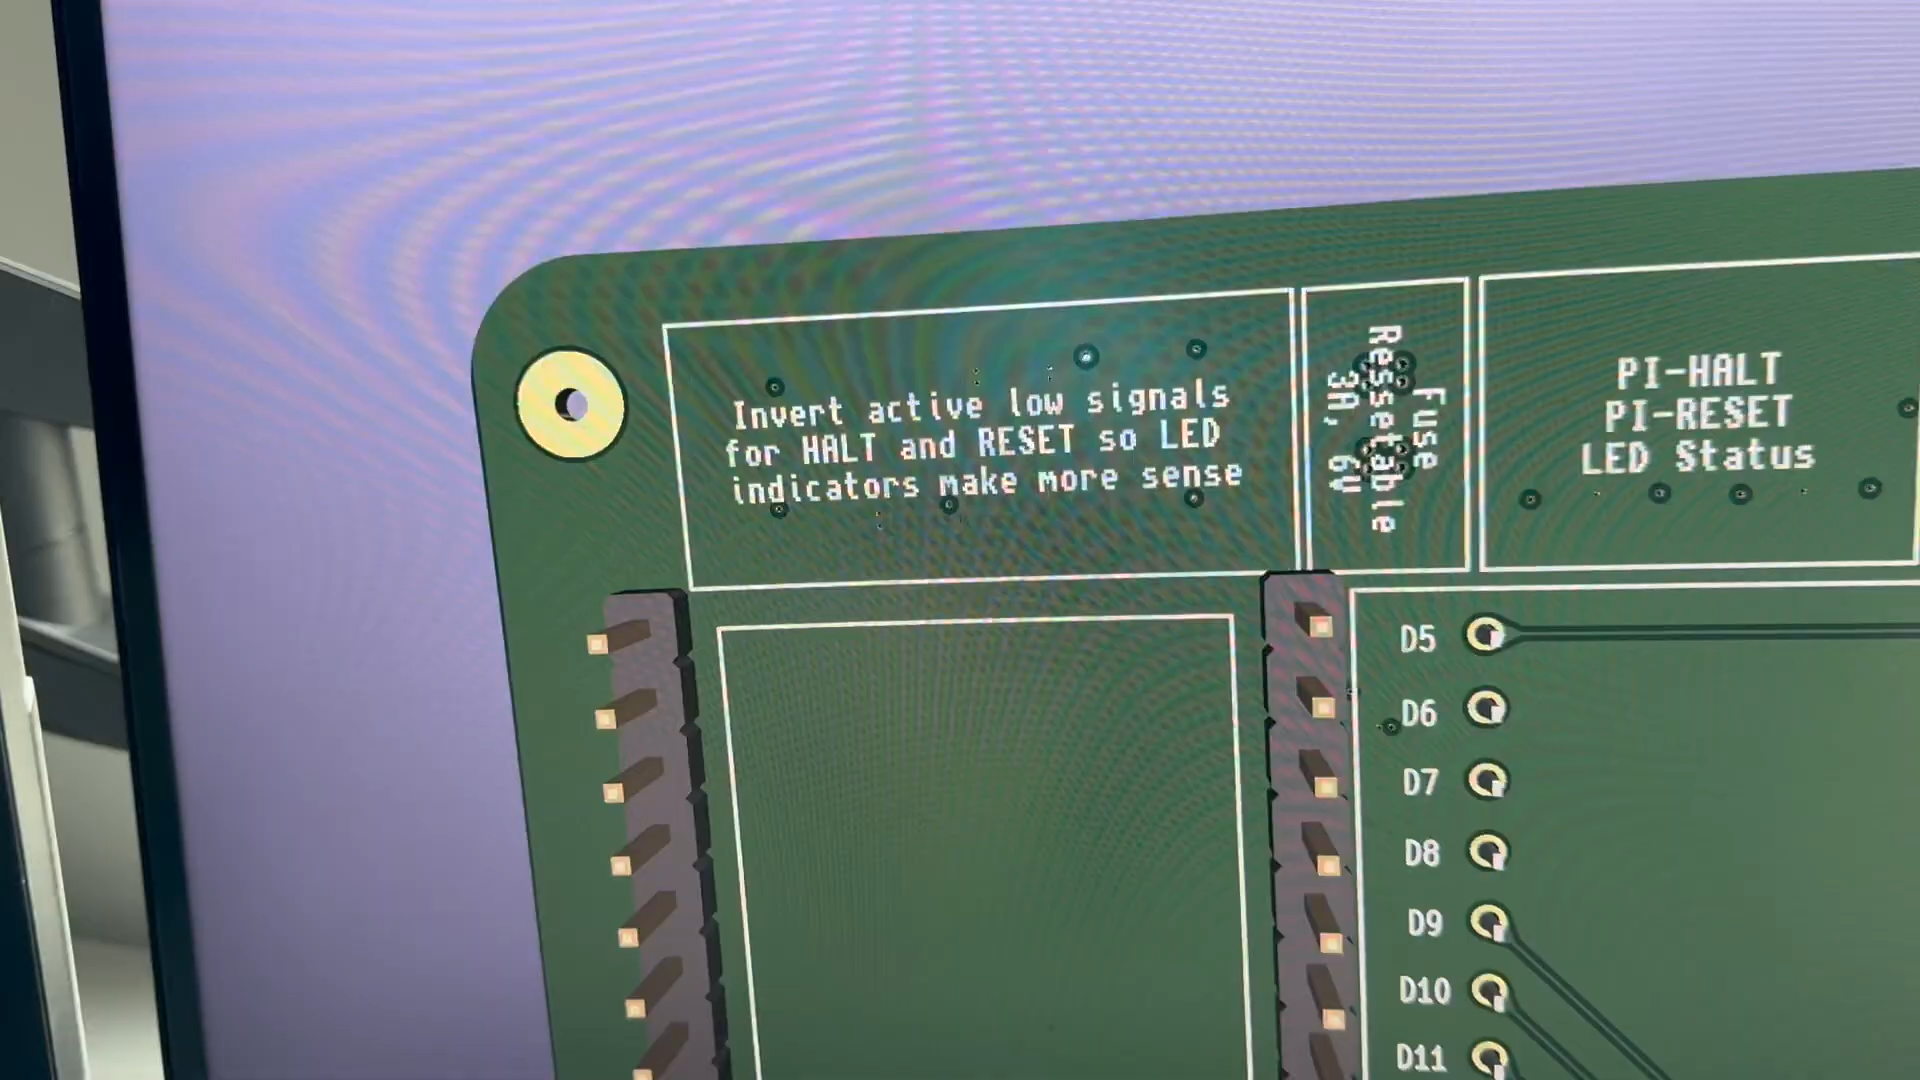 Invert active low signals
for HALT and RESET so LED
indicators make more sense
Fuse
Resetable
3A, 6V
PI-HALT
PI-RESET
LED Status
D5
D6
D7
D8
D9
D10
D11